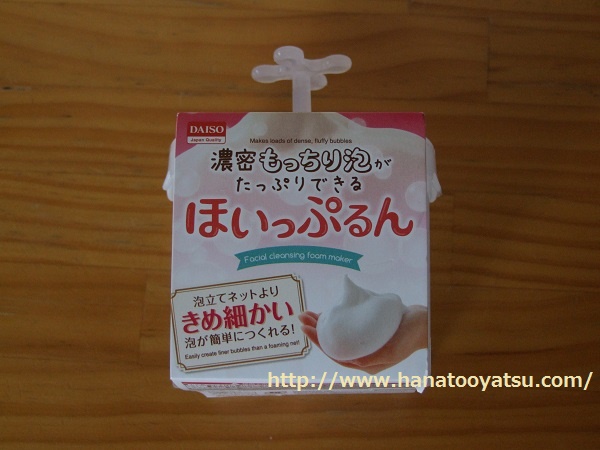 DAISO
Japan Quality
Makes loads of dense, fluffy bubbles
濃密もっちり泡が
たっぷりできる
ほいっぷるん
Facial cleansing foam maker
泡立てネットより
きめ細かい
泡が簡単につくれる!
Easily create finer bubbles than a foaming net!
http://www.hanatooyatsu.com/